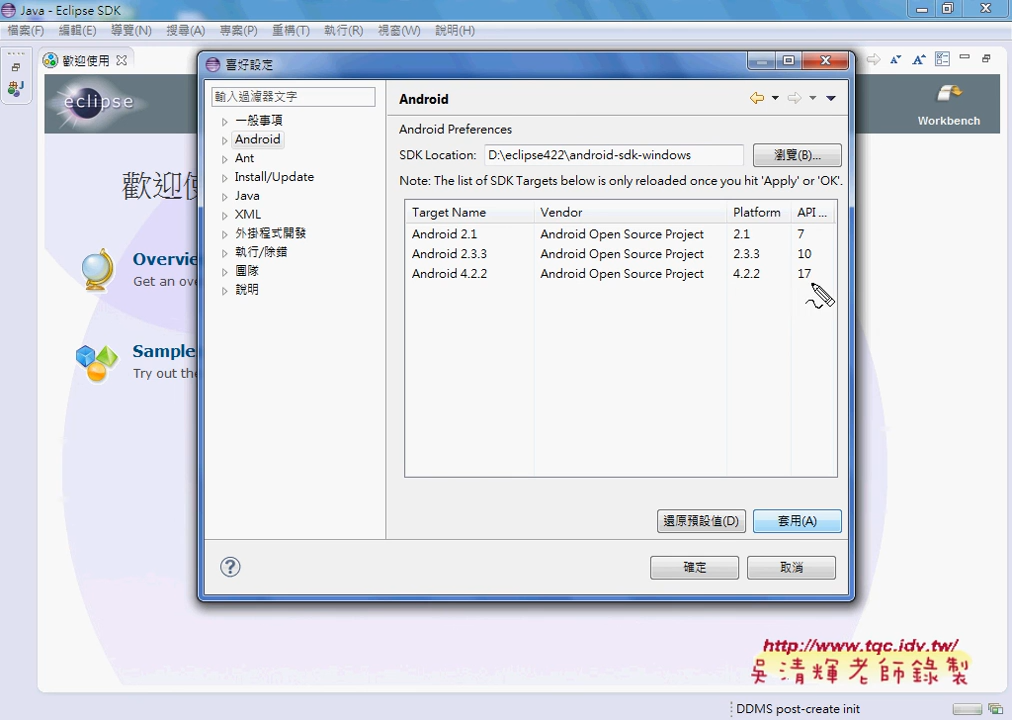 Java - Eclipse SDK
檔案(F) 編輯(E) 導覽(N) 搜尋(A) 專案(P) 重構(T) 執行(R) 視窗(W) 說明(H)
歡迎使用
eclipse
Workbench
歡迎使
Overvie
Get an ove
Sample
Try out the
喜好設定
輸入過濾器文字
一般事項
Android
Ant
Install/Update
Java
XML
外掛程式開發
執行/除錯
團隊
說明
Android
Android Preferences
SDK Location: D:\eclipse422\android-sdk-windows 瀏覽(B)...
Note: The list of SDK Targets below is only reloaded once you hit 'Apply' or 'OK'.
Target Name Vendor Platform API ...
Android 2.1 Android Open Source Project 2.1 7
Android 2.3.3 Android Open Source Project 2.3.3 10
Android 4.2.2 Android Open Source Project 4.2.2 17
還原預設值(D) 套用(A)
確定 取消
http://www.tqc.idv.tw/
吳清輝老師錄製
DDMS post-create init